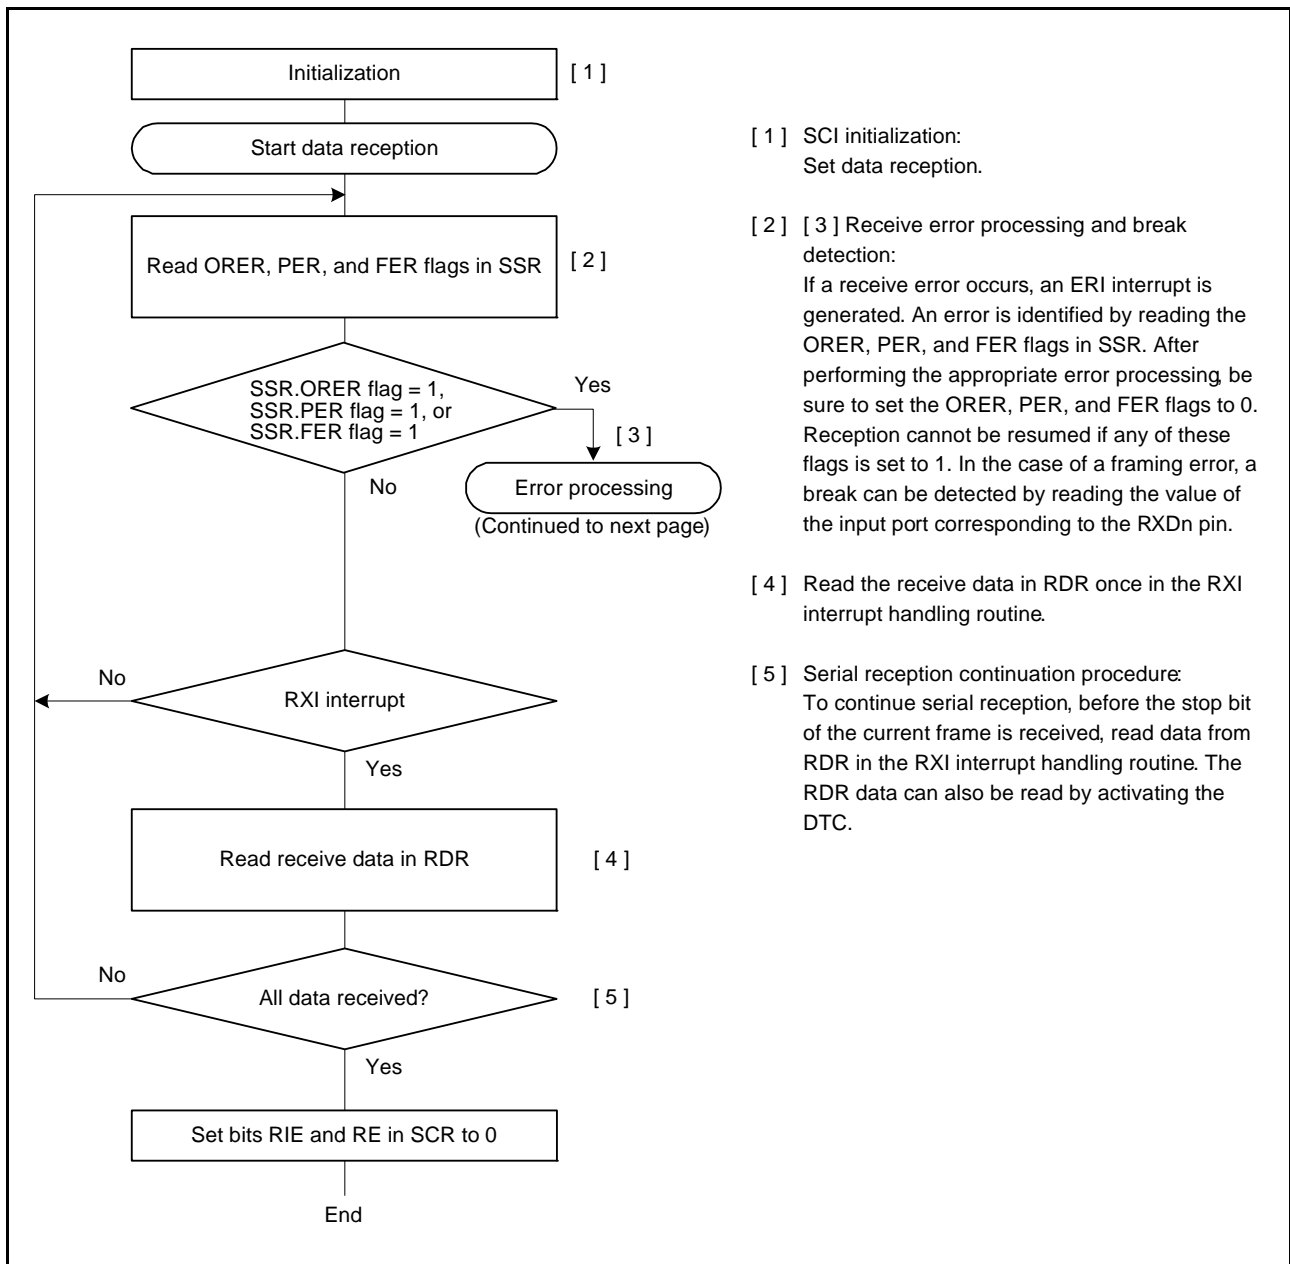 Initialization
[ 1 ]
Start data reception
Read ORER, PER, and FER flags in SSR
[ 2 ]
SSR.ORER flag = 1,
SSR.PER flag = 1, or
SSR.FER flag = 1
Yes
[ 3 ]
No
Error processing
(Continued to next page)
No
RXI interrupt
Yes
Read receive data in RDR
[ 4 ]
No
All data received?
[ 5 ]
Yes
Set bits RIE and RE in SCR to 0
End
[ 1 ] SCI initialization:
Set data reception.
[ 2 ] [ 3 ] Receive error processing and break
detection:
If a receive error occurs, an ERI interrupt is
generated. An error is identified by reading the
ORER, PER, and FER flags in SSR. After
performing the appropriate error processing, be
sure to set the ORER, PER, and FER flags to 0.
Reception cannot be resumed if any of these
flags is set to 1. In the case of a framing error, a
break can be detected by reading the value of
the input port corresponding to the RXDn pin.
[ 4 ] Read the receive data in RDR once in the RXI
interrupt handling routine.
[ 5 ] Serial reception continuation procedure:
To continue serial reception, before the stop bit
of the current frame is received, read data from
RDR in the RXI interrupt handling routine. The
RDR data can also be read by activating the
DTC.